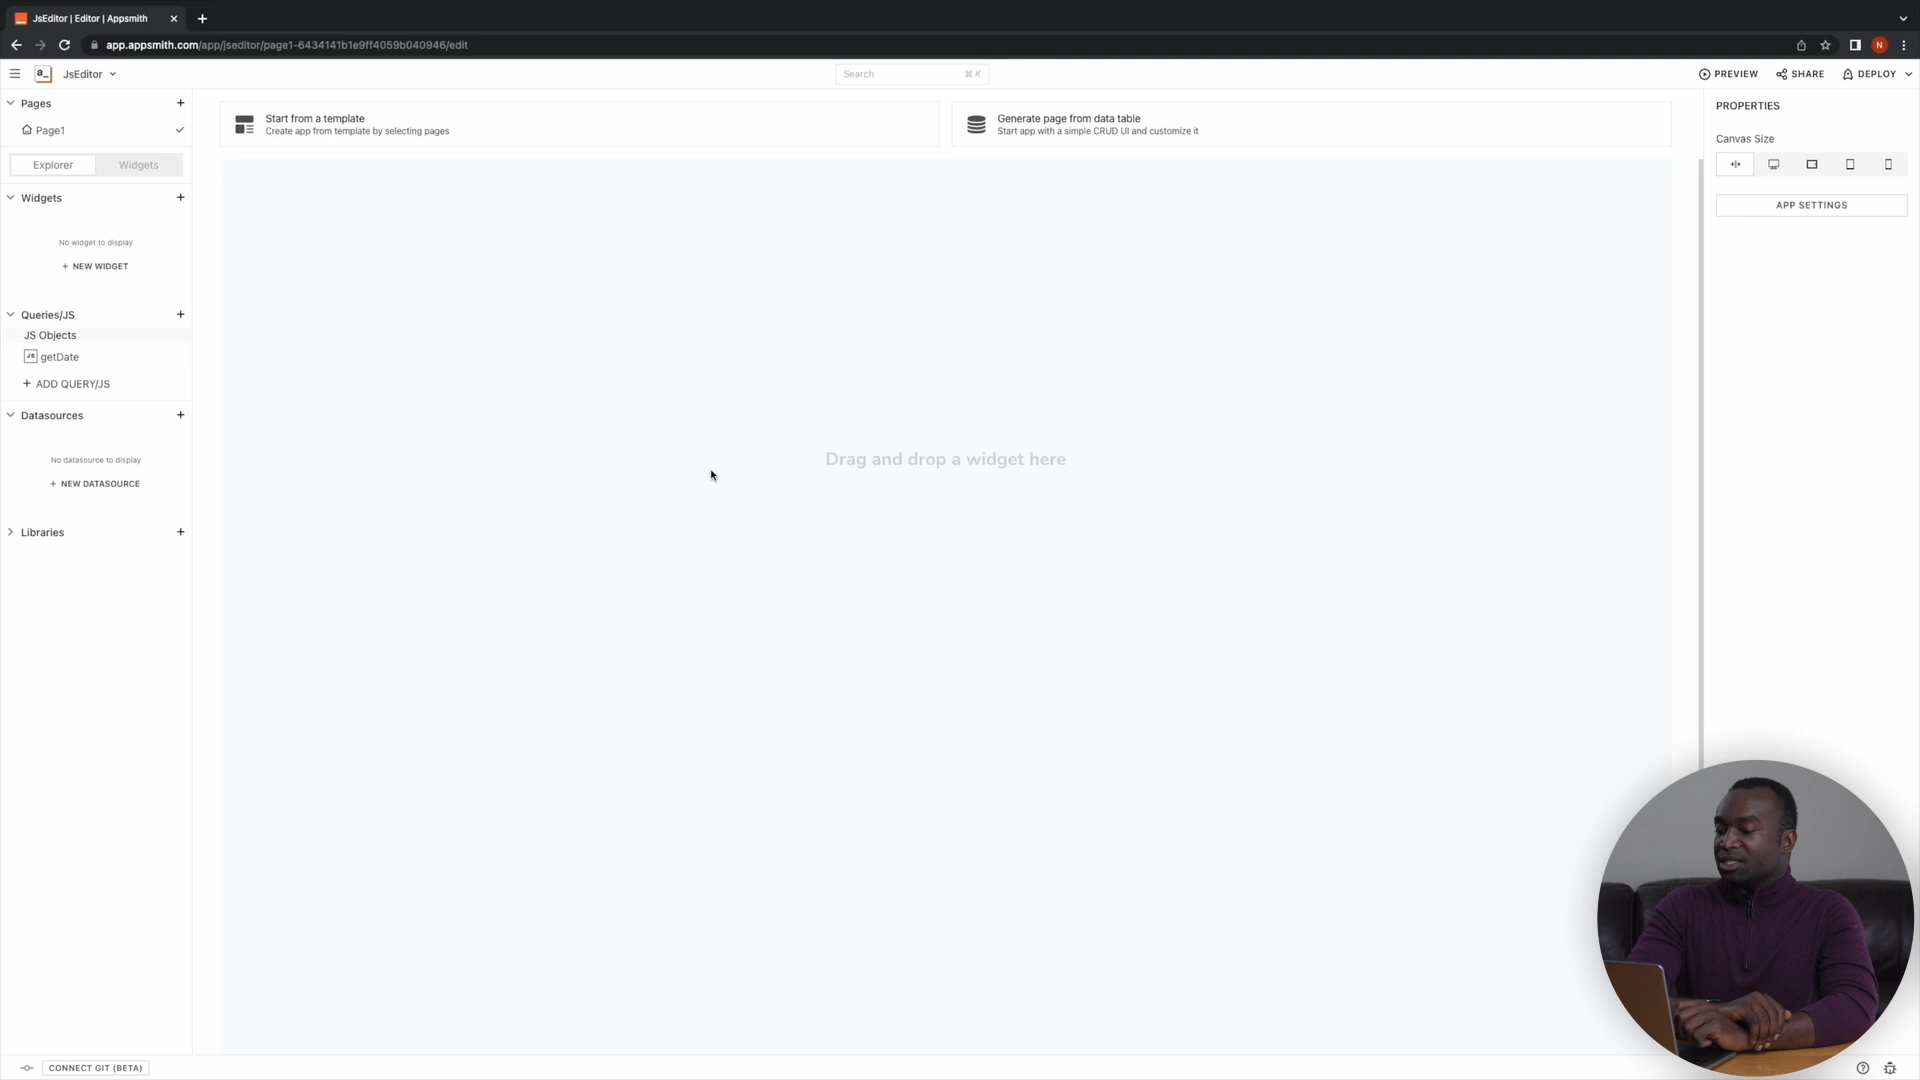 JsEditor | Editor | Appsmith
app.appsmith.com/app/jseditor/page1-6434141b1e9ff4059b040946/edit
N
a_
JsEditor
Search
⌘ K
PREVIEW
SHARE
DEPLOY
Pages
Page1
Explorer
Widgets
Widgets
No widget to display
+ NEW WIDGET
Queries/JS
JS Objects
JS
getDate
+ ADD QUERY/JS
Datasources
No datasource to display
+ NEW DATASOURCE
Libraries
Start from a template
Create app from template by selecting pages
Generate page from data table
Start app with a simple CRUD UI and customize it
Drag and drop a widget here
PROPERTIES
Canvas Size
APP SETTINGS
CONNECT GIT (BETA)